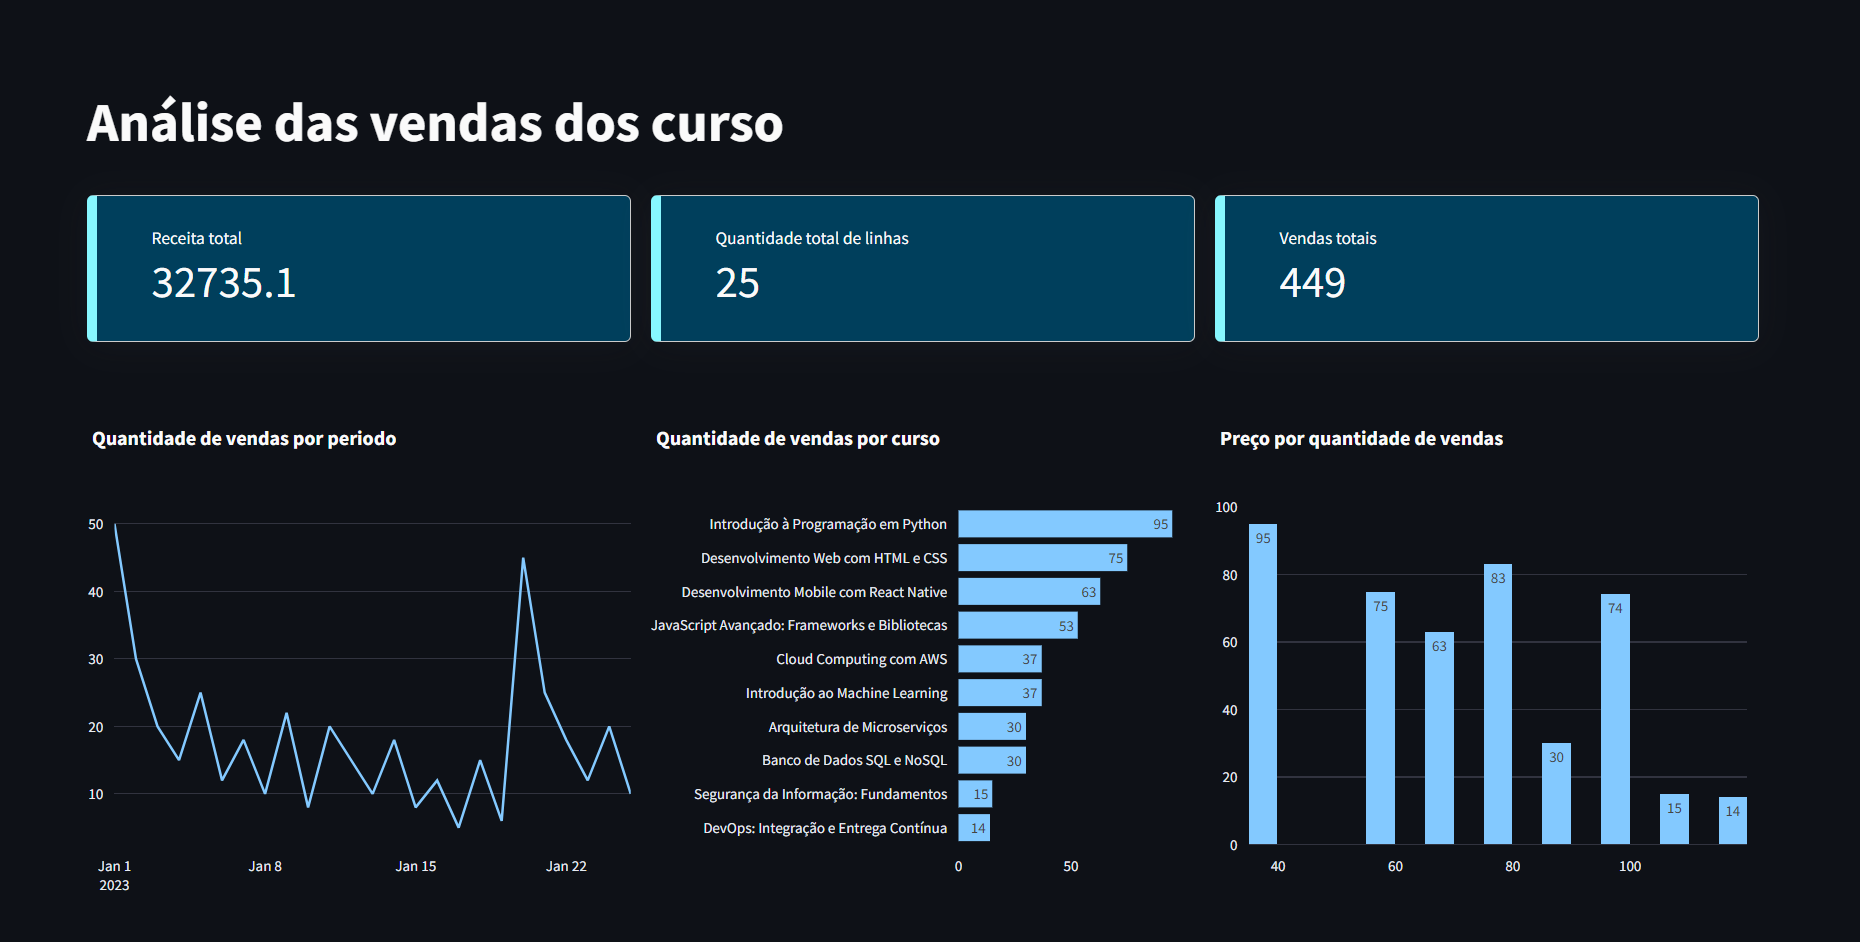 Análise das vendas dos curso
Receita total
32735.1
Quantidade total de linhas
25
Vendas totais
449
Quantidade de vendas por periodo
50
40
30
20
10
Jan 1
2023
Jan 8
Jan 15
Jan 22
Quantidade de vendas por curso
Introdução à Programação em Python 95
Desenvolvimento Web com HTML e CSS 75
Desenvolvimento Mobile com React Native 63
JavaScript Avançado: Frameworks e Bibliotecas 53
Cloud Computing com AWS 37
Introdução ao Machine Learning 37
Arquitetura de Microserviços 30
Banco de Dados SQL e NoSQL 30
Segurança da Informação: Fundamentos 15
DevOps: Integração e Entrega Contínua 14
0 50
Preço por quantidade de vendas
100
80
60
40
20
0
95
75
63
83
30
74
15
14
40 60 80 100